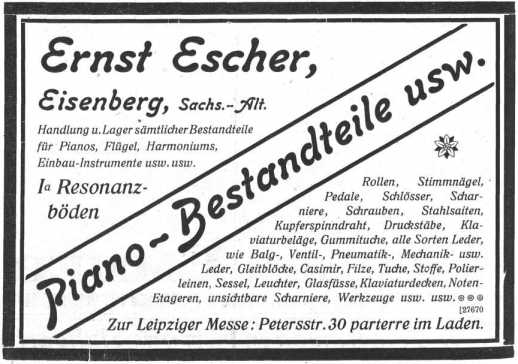 Ernst Escher,
Eisenberg, Sachs.-Alt.
Handlung u. Lager sämtlicher Bestandteile
für Pianos, Flügel, Harmoniums,
Einbau-Instrumente usw. usw.
Ia Resonanz-
böden
Piano-Bestandteile usw.
Rollen, Stimmnägel,
Pedale, Schlösser, Schar-
niere, Schrauben, Stahlsaiten,
Kupferspinndraht, Druckstäbe, Kla-
viaturbeläge, Gummituche, alle Sorten Leder,
wie Balg-, Ventil-, Pneumatik-, Mechanik- usw.
Leder, Gleitblöcke, Casimir, Filze, Tuche, Stoffe, Polier-
leinen, Sessel, Leuchter, Glasfüsse, Klaviaturdecken, Noten-
Etageren, unsichtbare Scharniere, Werkzeuge usw. usw.
[27670
Zur Leipziger Messe: Petersstr. 30 parterre im Laden.